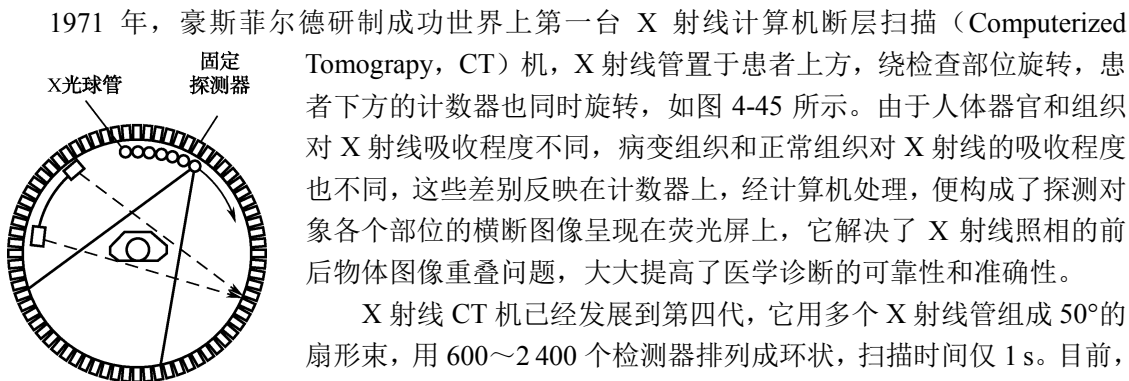 1971 年，豪斯菲尔德研制成功世界上第一台 X 射线计算机断层扫描（Computerized
Tomograpy，CT）机，X 射线管置于患者上方，绕检查部位旋转，患
者下方的计数器也同时旋转，如图 4-45 所示。由于人体器官和组织
对 X 射线吸收程度不同，病变组织和正常组织对 X 射线的吸收程度
也不同，这些差别反映在计数器上，经计算机处理，便构成了探测对
象各个部位的横断图像呈现在荧光屏上，它解决了 X 射线照相的前
后物体图像重叠问题，大大提高了医学诊断的可靠性和准确性。
X 射线 CT 机已经发展到第四代，它用多个 X 射线管组成 50°的
扇形束，用 600～2 400 个检测器排列成环状，扫描时间仅 1 s。目前，
固定
X光球管 探测器